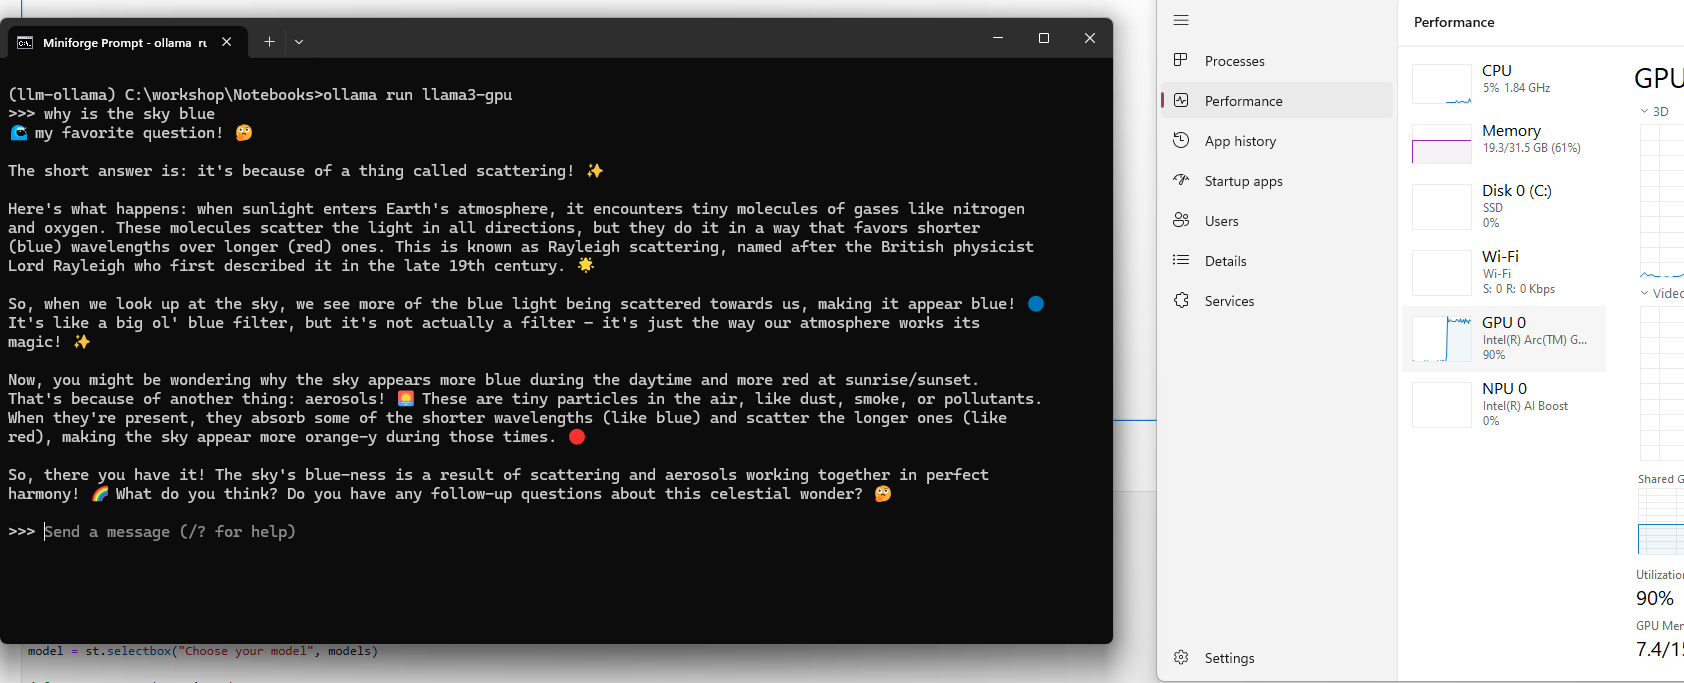 Miniforge Prompt - ollama
(llm-ollama) C:\workshop\Notebooks>ollama run llama3-gpu
>>> why is the sky blue
🌊 my favorite question! 🤔
The short answer is: it's because of a thing called scattering! ✨
Here's what happens: when sunlight enters Earth's atmosphere, it encounters tiny molecules of gases like nitrogen
and oxygen. These molecules scatter the light in all directions, but they do it in a way that favors shorter
(blue) wavelengths over longer (red) ones. This is known as Rayleigh scattering, named after the British physicist
Lord Rayleigh who first described it in the late 19th century. 🌟
So, when we look up at the sky, we see more of the blue light being scattered towards us, making it appear blue! 🔵
It's like a big ol' blue filter, but it's not actually a filter – it's just the way our atmosphere works its
magic! ✨
Now, you might be wondering why the sky appears more blue during the daytime and more red at sunrise/sunset.
That's because of another thing: aerosols! 🌅 These are tiny particles in the air, like dust, smoke, or pollutants.
When they're present, they absorb some of the shorter wavelengths (like blue) and scatter the longer ones (like
red), making the sky appear more orange-y during those times. 🔴
So, there you have it! The sky's blue-ness is a result of scattering and aerosols working together in perfect
harmony! 🌈 What do you think? Do you have any follow-up questions about this celestial wonder? 🤔
>>> Send a message (/? for help)
model = st.selectbox("Choose your model", models)
Processes
Performance
App history
Startup apps
Users
Details
Services
Settings
Performance
CPU
5% 1.84 GHz
Memory
19.3/31.5 GB (61%)
Disk 0 (C:)
SSD
0%
Wi-Fi
Wi-Fi
S: 0 R: 0 Kbps
GPU 0
Intel(R) Arc(TM) G...
90%
NPU 0
Intel(R) AI Boost
0%
GPU
3D
Video
Shared G
Utilization
90%
GPU Mem
7.4/15